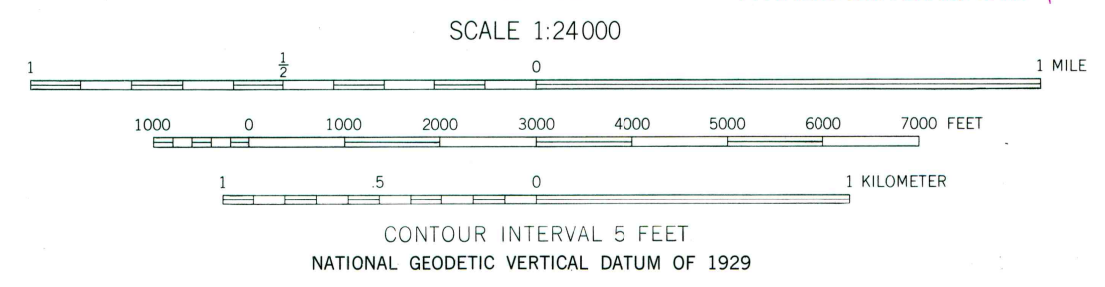 SCALE 1:24000
1 1/2 0 1 MILE
1000 0 1000 2000 3000 4000 5000 6000 7000 FEET
1 .5 0 1 KILOMETER
CONTOUR INTERVAL 5 FEET
NATIONAL GEODETIC VERTICAL DATUM OF 1929